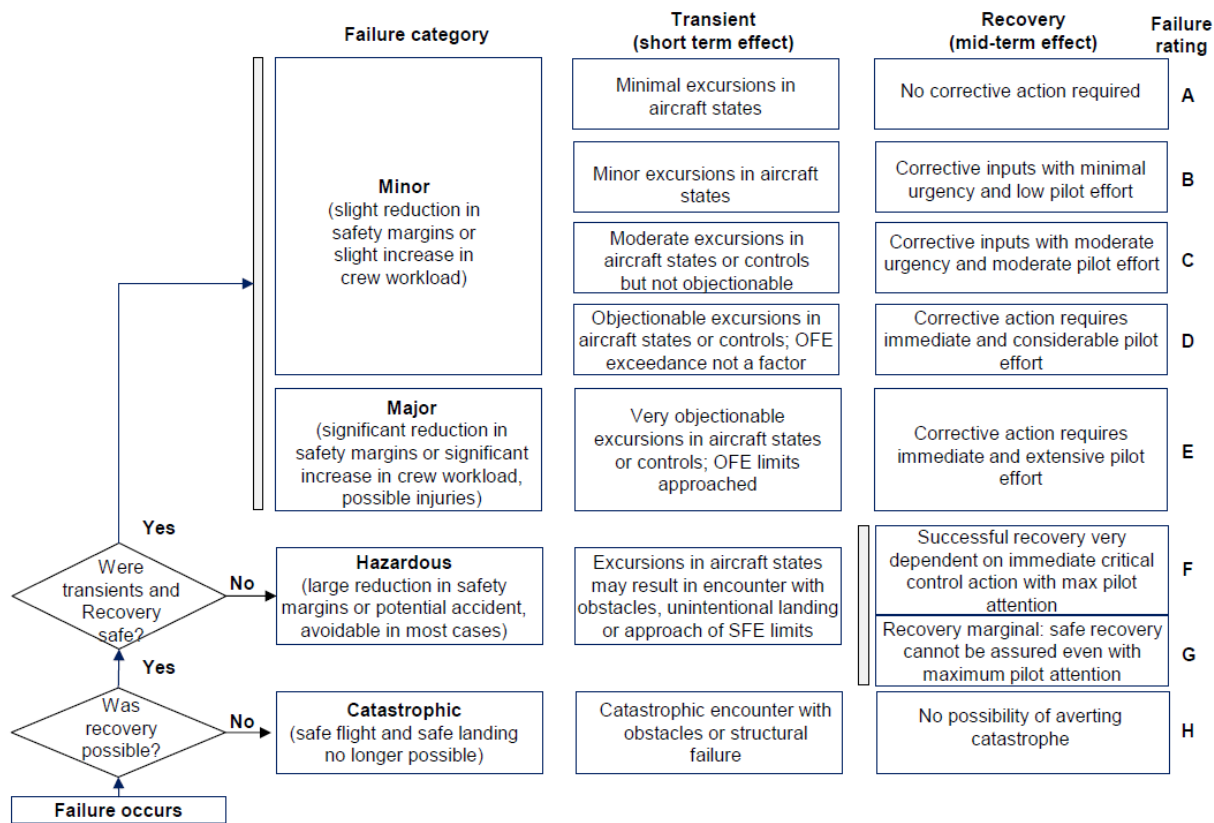 Failure category
Transient
(short term effect)
Recovery
(mid-term effect)
Failure
rating
Minor
(slight reduction in
safety margins or
slight increase in
crew workload)
Minimal excursions in
aircraft states
No corrective action required
A
Minor excursions in aircraft
states
Corrective inputs with minimal
urgency and low pilot effort
B
Moderate excursions in
aircraft states or controls
but not objectionable
Corrective inputs with moderate
urgency and moderate pilot effort
C
Objectionable excursions in
aircraft states or controls; OFE
exceedance not a factor
Corrective action requires
immediate and considerable pilot
effort
D
Major
(significant reduction in
safety margins or significant
increase in crew workload,
possible injuries)
Very objectionable
excursions in aircraft states
or controls; OFE limits
approached
Corrective action requires
immediate and extensive pilot
effort
E
Yes
Were
transients and
Recovery
safe?
No
Hazardous
(large reduction in safety
margins or potential accident,
avoidable in most cases)
Excursions in aircraft states
may result in encounter with
obstacles, unintentional landing
or approach of SFE limits
Successful recovery very
dependent on immediate critical
control action with max pilot
attention
F
Recovery marginal: safe recovery
cannot be assured even with
maximum pilot attention
G
Yes
Was
recovery
possible?
No
Catastrophic
(safe flight and safe landing
no longer possible)
Catastrophic encounter with
obstacles or structural
failure
No possibility of averting
catastrophe
H
Failure occurs